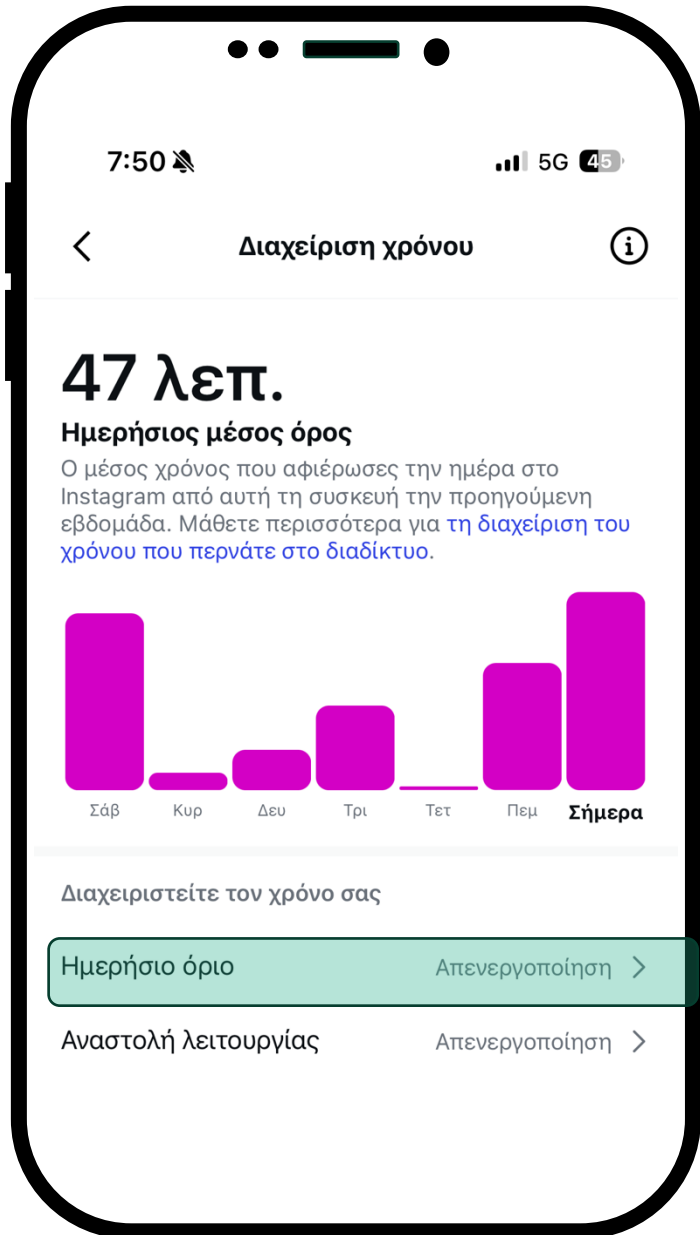 7:50
5G 45
Διαχείριση χρόνου
47 λεπ.
Ημερήσιος μέσος όρος
Ο μέσος χρόνος που αφιέρωσες την ημέρα στο
Instagram από αυτή τη συσκευή την προηγούμενη
εβδομάδα. Μάθετε περισσότερα για τη διαχείριση του
χρόνου που περνάτε στο διαδίκτυο.
Σάβ Κυρ Δευ Τρι Τετ Πεμ Σήμερα
Διαχειριστείτε τον χρόνο σας
Ημερήσιο όριο Απενεργοποίηση
Αναστολή λειτουργίας Απενεργοποίηση